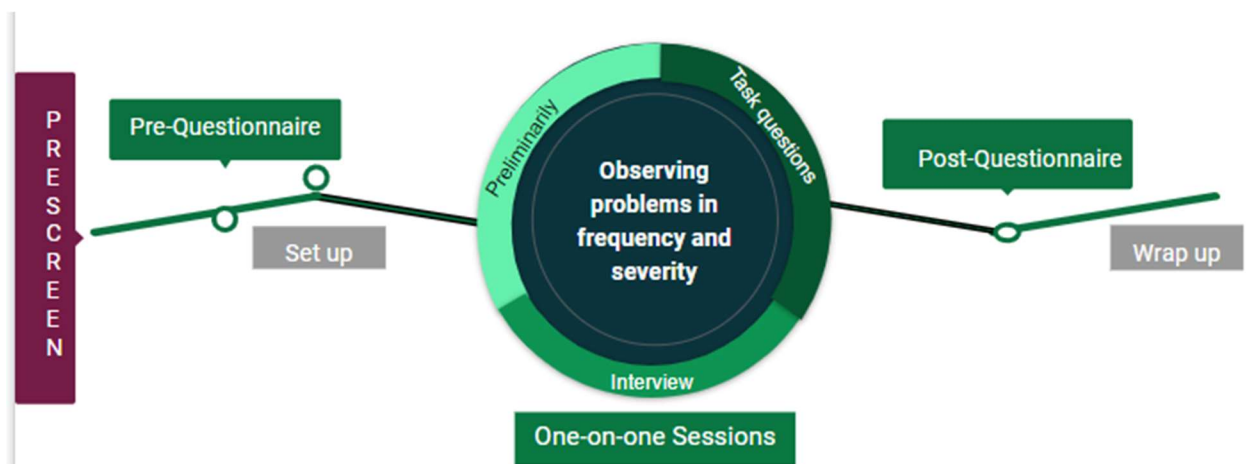 PRESCREEN
Pre-Questionnaire
Set up
Preliminarily
Task questions
Observing
problems in
frequency and
severity
Interview
One-on-one Sessions
Post-Questionnaire
Wrap up